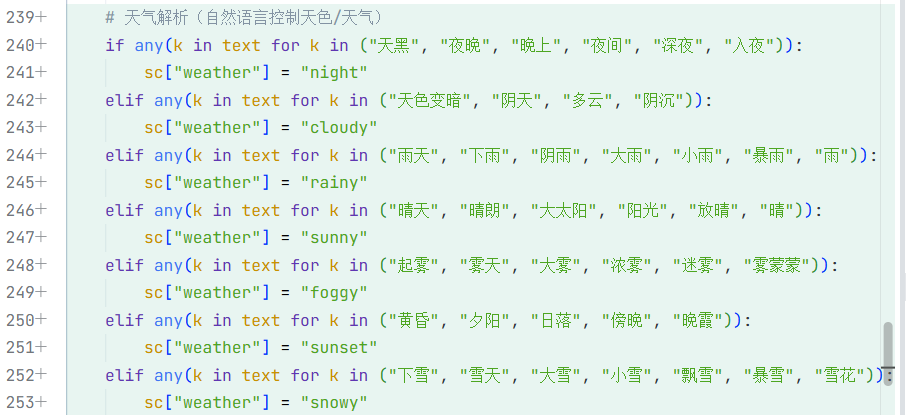 239+ # 天气解析（自然语言控制天色/天气）
240+ if any(k in text for k in ("天黑", "夜晚", "晚上", "夜间", "深夜", "入夜")):
241+ sc["weather"] = "night"
242+ elif any(k in text for k in ("天色变暗", "阴天", "多云", "阴沉")):
243+ sc["weather"] = "cloudy"
244+ elif any(k in text for k in ("雨天", "下雨", "阴雨", "大雨", "小雨", "暴雨", "雨")):
245+ sc["weather"] = "rainy"
246+ elif any(k in text for k in ("晴天", "晴朗", "大太阳", "阳光", "放晴", "晴")):
247+ sc["weather"] = "sunny"
248+ elif any(k in text for k in ("起雾", "雾天", "大雾", "浓雾", "迷雾", "雾蒙蒙")):
249+ sc["weather"] = "foggy"
250+ elif any(k in text for k in ("黄昏", "夕阳", "日落", "傍晚", "晚霞")):
251+ sc["weather"] = "sunset"
252+ elif any(k in text for k in ("下雪", "雪天", "大雪", "小雪", "飘雪", "暴雪", "雪花")):
253+ sc["weather"] = "snowy"